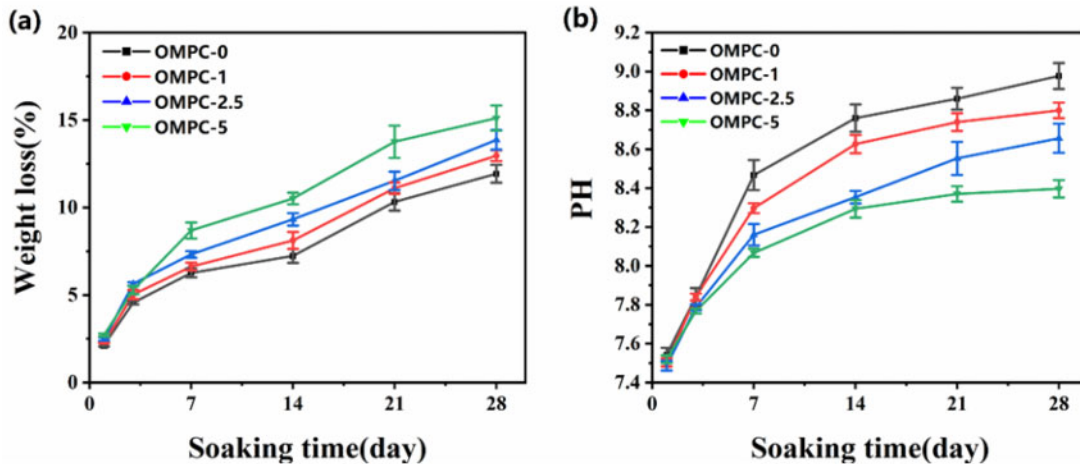 (a)
20
15
10
5
0
OMPC-0
OMPC-1
OMPC-2.5
OMPC-5
Weight loss(%)
0 7 14 21 28
Soaking time(day)
(b)
9.2
9.0
8.8
8.6
8.4
8.2
8.0
7.8
7.6
7.4
OMPC-0
OMPC-1
OMPC-2.5
OMPC-5
PH
0 7 14 21 28
Soaking time(day)